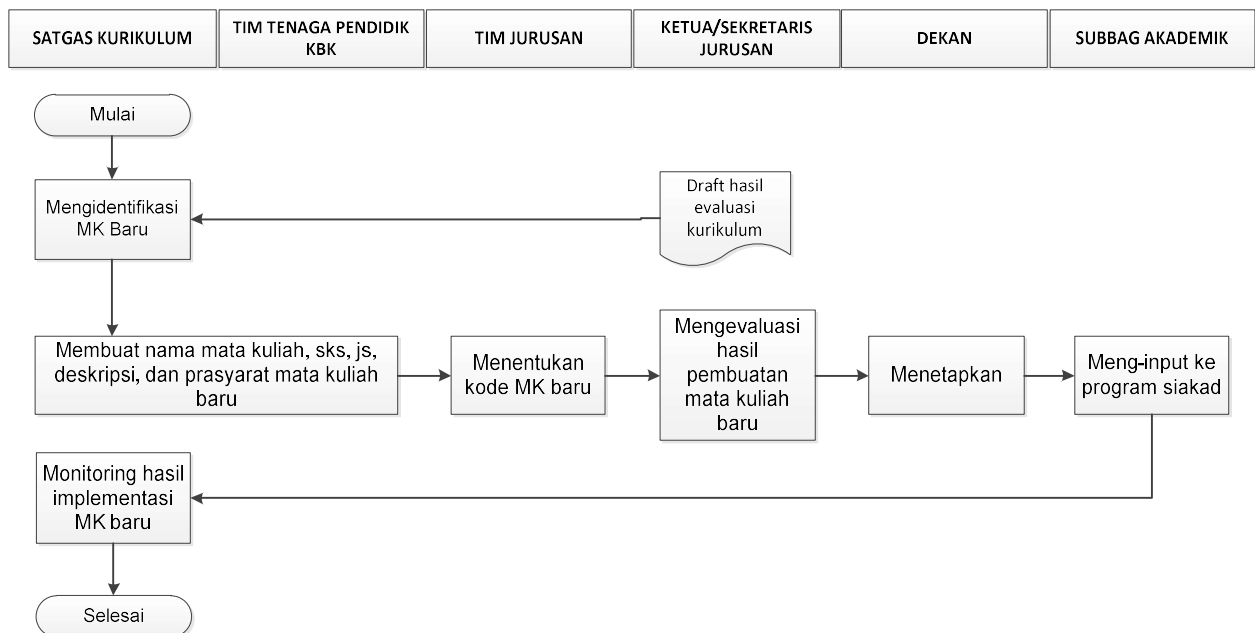 SATGAS KURIKULUM
TIM TENAGA PENDIDIK
KBK
TIM JURUSAN
KETUA/SEKRETARIS
JURUSAN
DEKAN
SUBBAG AKADEMIK
Mulai
Mengidentifikasi
MK Baru
Draft hasil
evaluasi
kurikulum
Membuat nama mata kuliah, sks, js,
deskripsi, dan prasyarat mata kuliah
baru
Menentukan
kode MK baru
Mengevaluasi
hasil
pembuatan
mata kuliah
baru
Menetapkan
Meng-input ke
program siakad
Monitoring hasil
implementasi
MK baru
Selesai